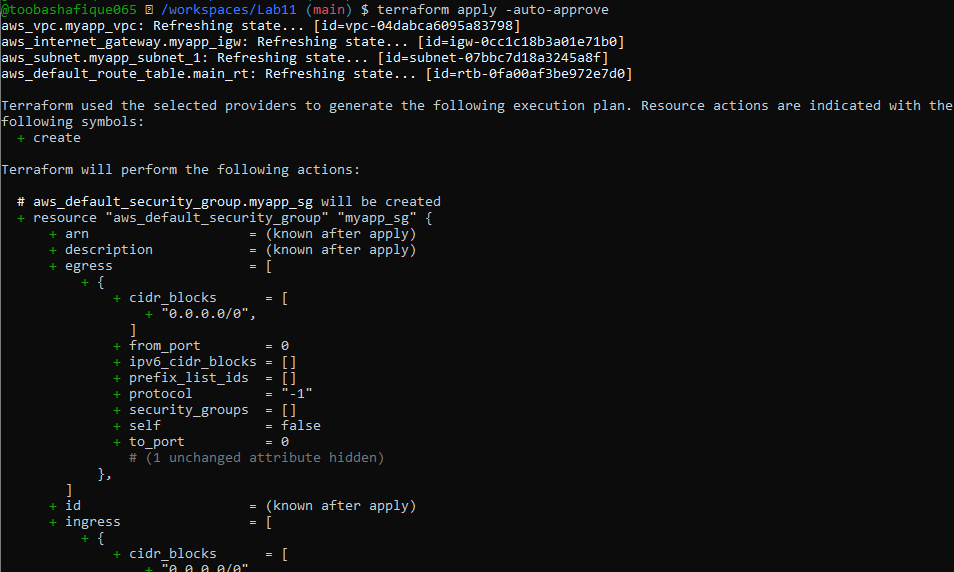 @toobashafique065 /workspaces/Lab11 (main) $ terraform apply -auto-approve
aws_vpc.myapp_vpc: Refreshing state... [id=vpc-04dabca6095a83798]
aws_internet_gateway.myapp_igw: Refreshing state... [id=igw-0cc1c18b3a01e71b0]
aws_subnet.myapp_subnet_1: Refreshing state... [id=subnet-07bbc7d18a3245a8f]
aws_default_route_table.main_rt: Refreshing state... [id=rtb-0fa00af3be972e7d0]
Terraform used the selected providers to generate the following execution plan. Resource actions are indicated with the
following symbols:
+ create
Terraform will perform the following actions:
# aws_default_security_group.myapp_sg will be created
+ resource "aws_default_security_group" "myapp_sg" {
+ arn = (known after apply)
+ description = (known after apply)
+ egress = [
+ {
+ cidr_blocks = [
+ "0.0.0.0/0",
]
+ from_port = 0
+ ipv6_cidr_blocks = []
+ prefix_list_ids = []
+ protocol = "-1"
+ security_groups = []
+ self = false
+ to_port = 0
# (1 unchanged attribute hidden)
},
]
+ id = (known after apply)
+ ingress = [
+ {
+ cidr_blocks = [
+ "0.0.0.0/0"